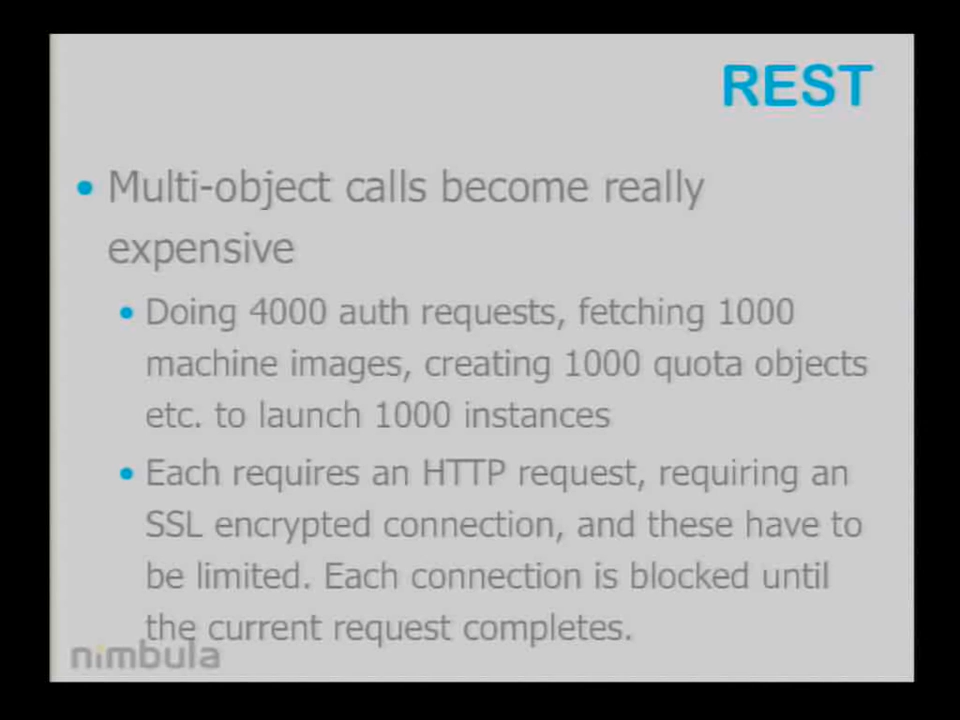 REST
• Multi-object calls become really
expensive
• Doing 4000 auth requests, fetching 1000
machine images, creating 1000 quota objects
etc. to launch 1000 instances
• Each requires an HTTP request, requiring an
SSL encrypted connection, and these have to
be limited. Each connection is blocked until
the current request completes.
nimbula